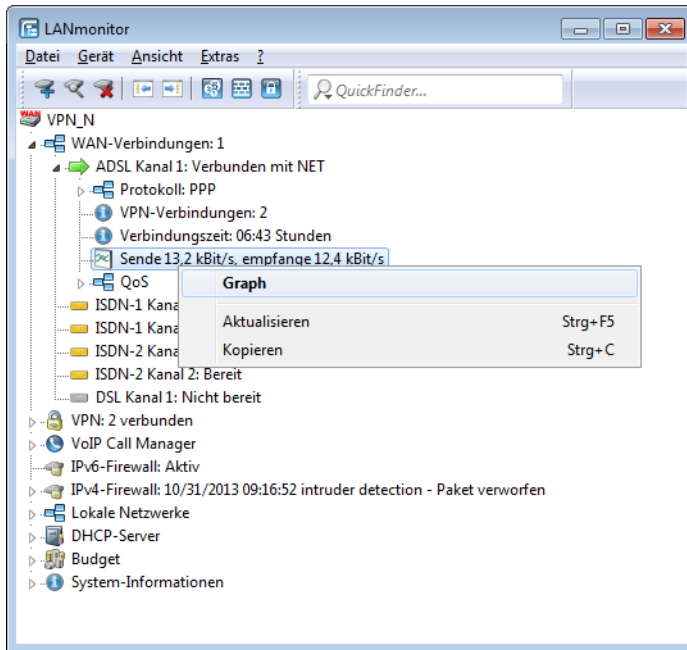 LANmonitor
Datei Gerät Ansicht Extras ?
QuickFinder...
WAN
VPN_N
WAN-Verbindungen: 1
ADSL Kanal 1: Verbunden mit NET
Protokoll: PPP
VPN-Verbindungen: 2
Verbindungszeit: 06:43 Stunden
Sende 13,2 kBit/s, empfange 12,4 kBit/s
QoS
Graph
ISDN-1 Kana
ISDN-1 Kana
Aktualisieren Strg+F5
ISDN-2 Kana
Kopieren Strg+C
ISDN-2 Kanal 2: Bereit
DSL Kanal 1: Nicht bereit
VPN: 2 verbunden
VoIP Call Manager
IPv6-Firewall: Aktiv
IPv4-Firewall: 10/31/2013 09:16:52 intruder detection - Paket verworfen
Lokale Netzwerke
DHCP-Server
Budget
System-Informationen